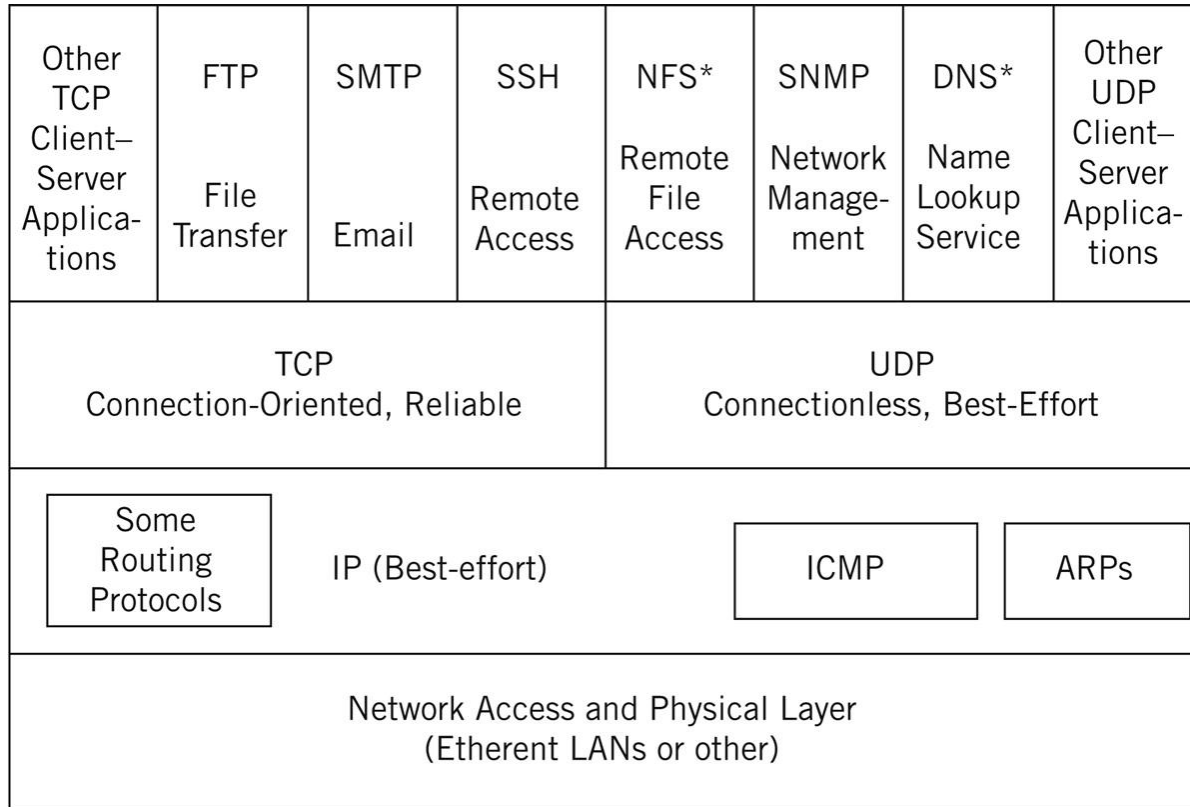 Other
TCP
Client–
Server
Applica-
tions
FTP
File
Transfer
SMTP
Email
SSH
Remote
Access
NFS*
Remote
File
Access
SNMP
Network
Manage-
ment
DNS*
Name
Lookup
Service
Other
UDP
Client–
Server
Applica-
tions
TCP
Connection-Oriented, Reliable
UDP
Connectionless, Best-Effort
Some
Routing
Protocols
IP (Best-effort)
ICMP
ARPs
Network Access and Physical Layer
(Etherent LANs or other)